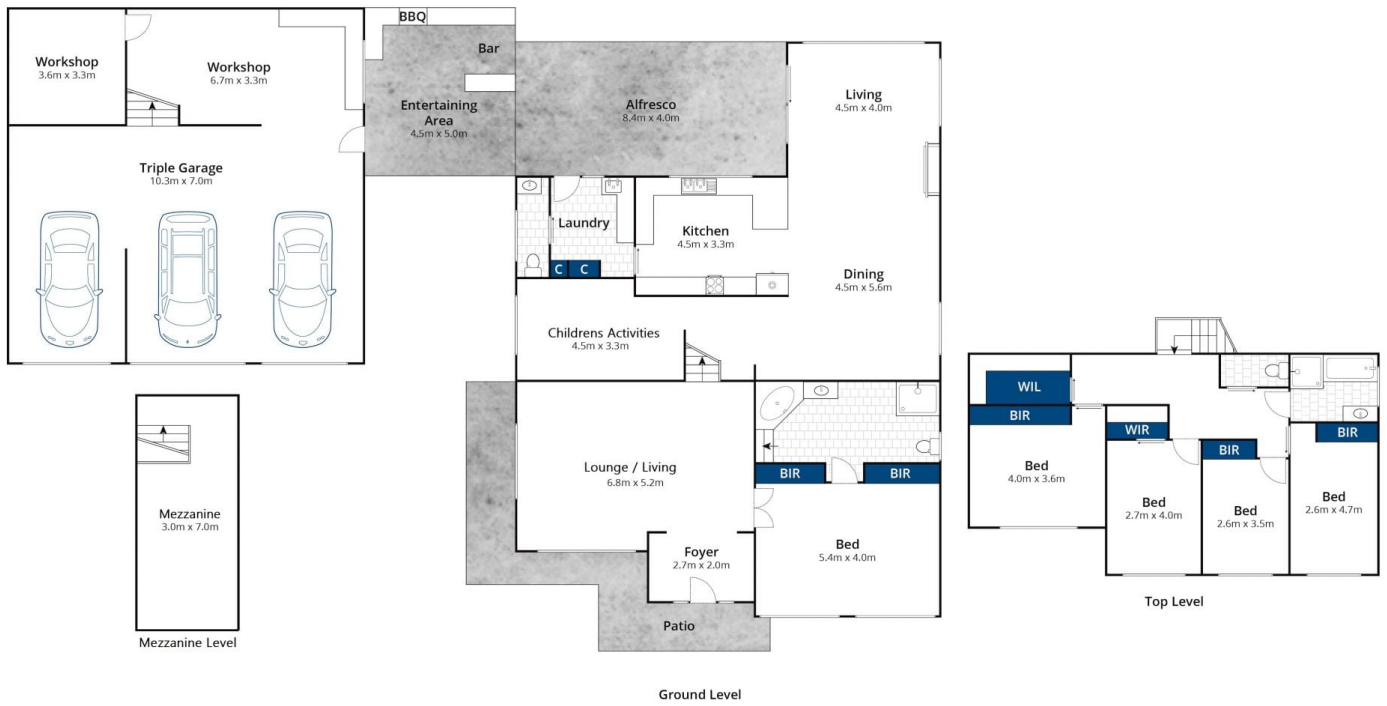 Workshop
3.6m x 3.3m
Workshop
6.7m x 3.3m
BBQ
Bar
Entertaining
Area
4.5m x 5.0m
Triple Garage
10.3m x 7.0m
Alfresco
8.4m x 4.0m
Living
4.5m x 4.0m
Laundry
C C
Kitchen
4.5m x 3.3m
Dining
4.5m x 5.6m
Childrens Activities
4.5m x 3.3m
Lounge / Living
6.8m x 5.2m
BIR BIR
Foyer
2.7m x 2.0m
Bed
5.4m x 4.0m
Patio
Ground Level
Mezzanine
3.0m x 7.0m
Mezzanine Level
WIL
BIR
WIR
BIR
BIR
Bed
4.0m x 3.6m
Bed
2.7m x 4.0m
Bed
2.6m x 3.5m
Bed
2.6m x 4.7m
Top Level